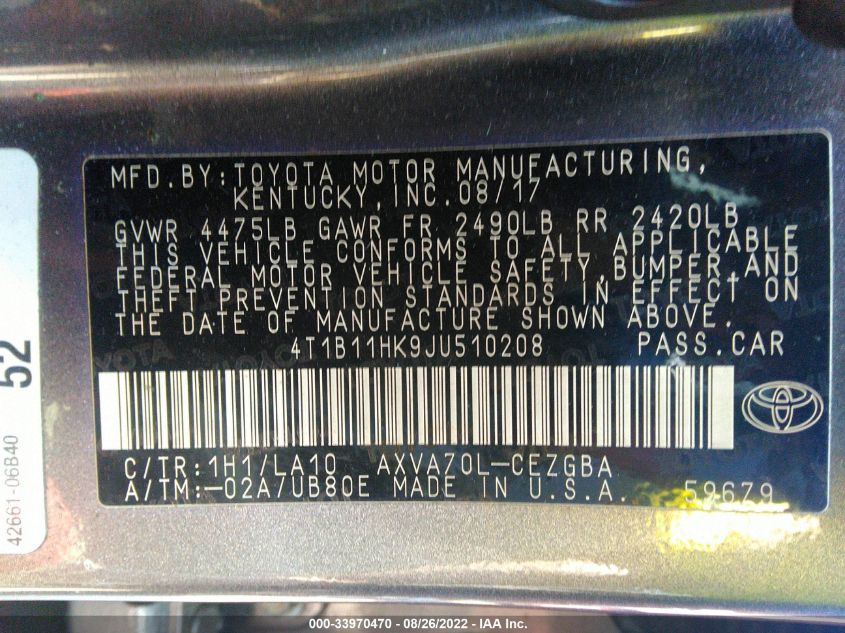 MFD.BY:TOYOTA MOTOR MANUFACTURING,
KENTUCKY,INC.08/17
GVWR 4475LB GAWR FR 2490LB RR 2420LB
THIS VEHICLE CONFORMS TO ALL APPLICABLE
FEDERAL MOTOR VEHICLE SAFETY,BUMPER,AND
THEFT PREVENTION STANDARDS IN EFFECT ON
THE DATE OF MANUFACTURE SHOWN ABOVE.
4T1B11HK9JU510208 PASS.CAR
C/TR:1H1/LA10 AXVA70L-CEZGBA
A/TM:-02A7UB80E MADE IN U.S.A. 596Z9
52
42661-06B40
000-33970470 - 08/26/2022 - IAA Inc.